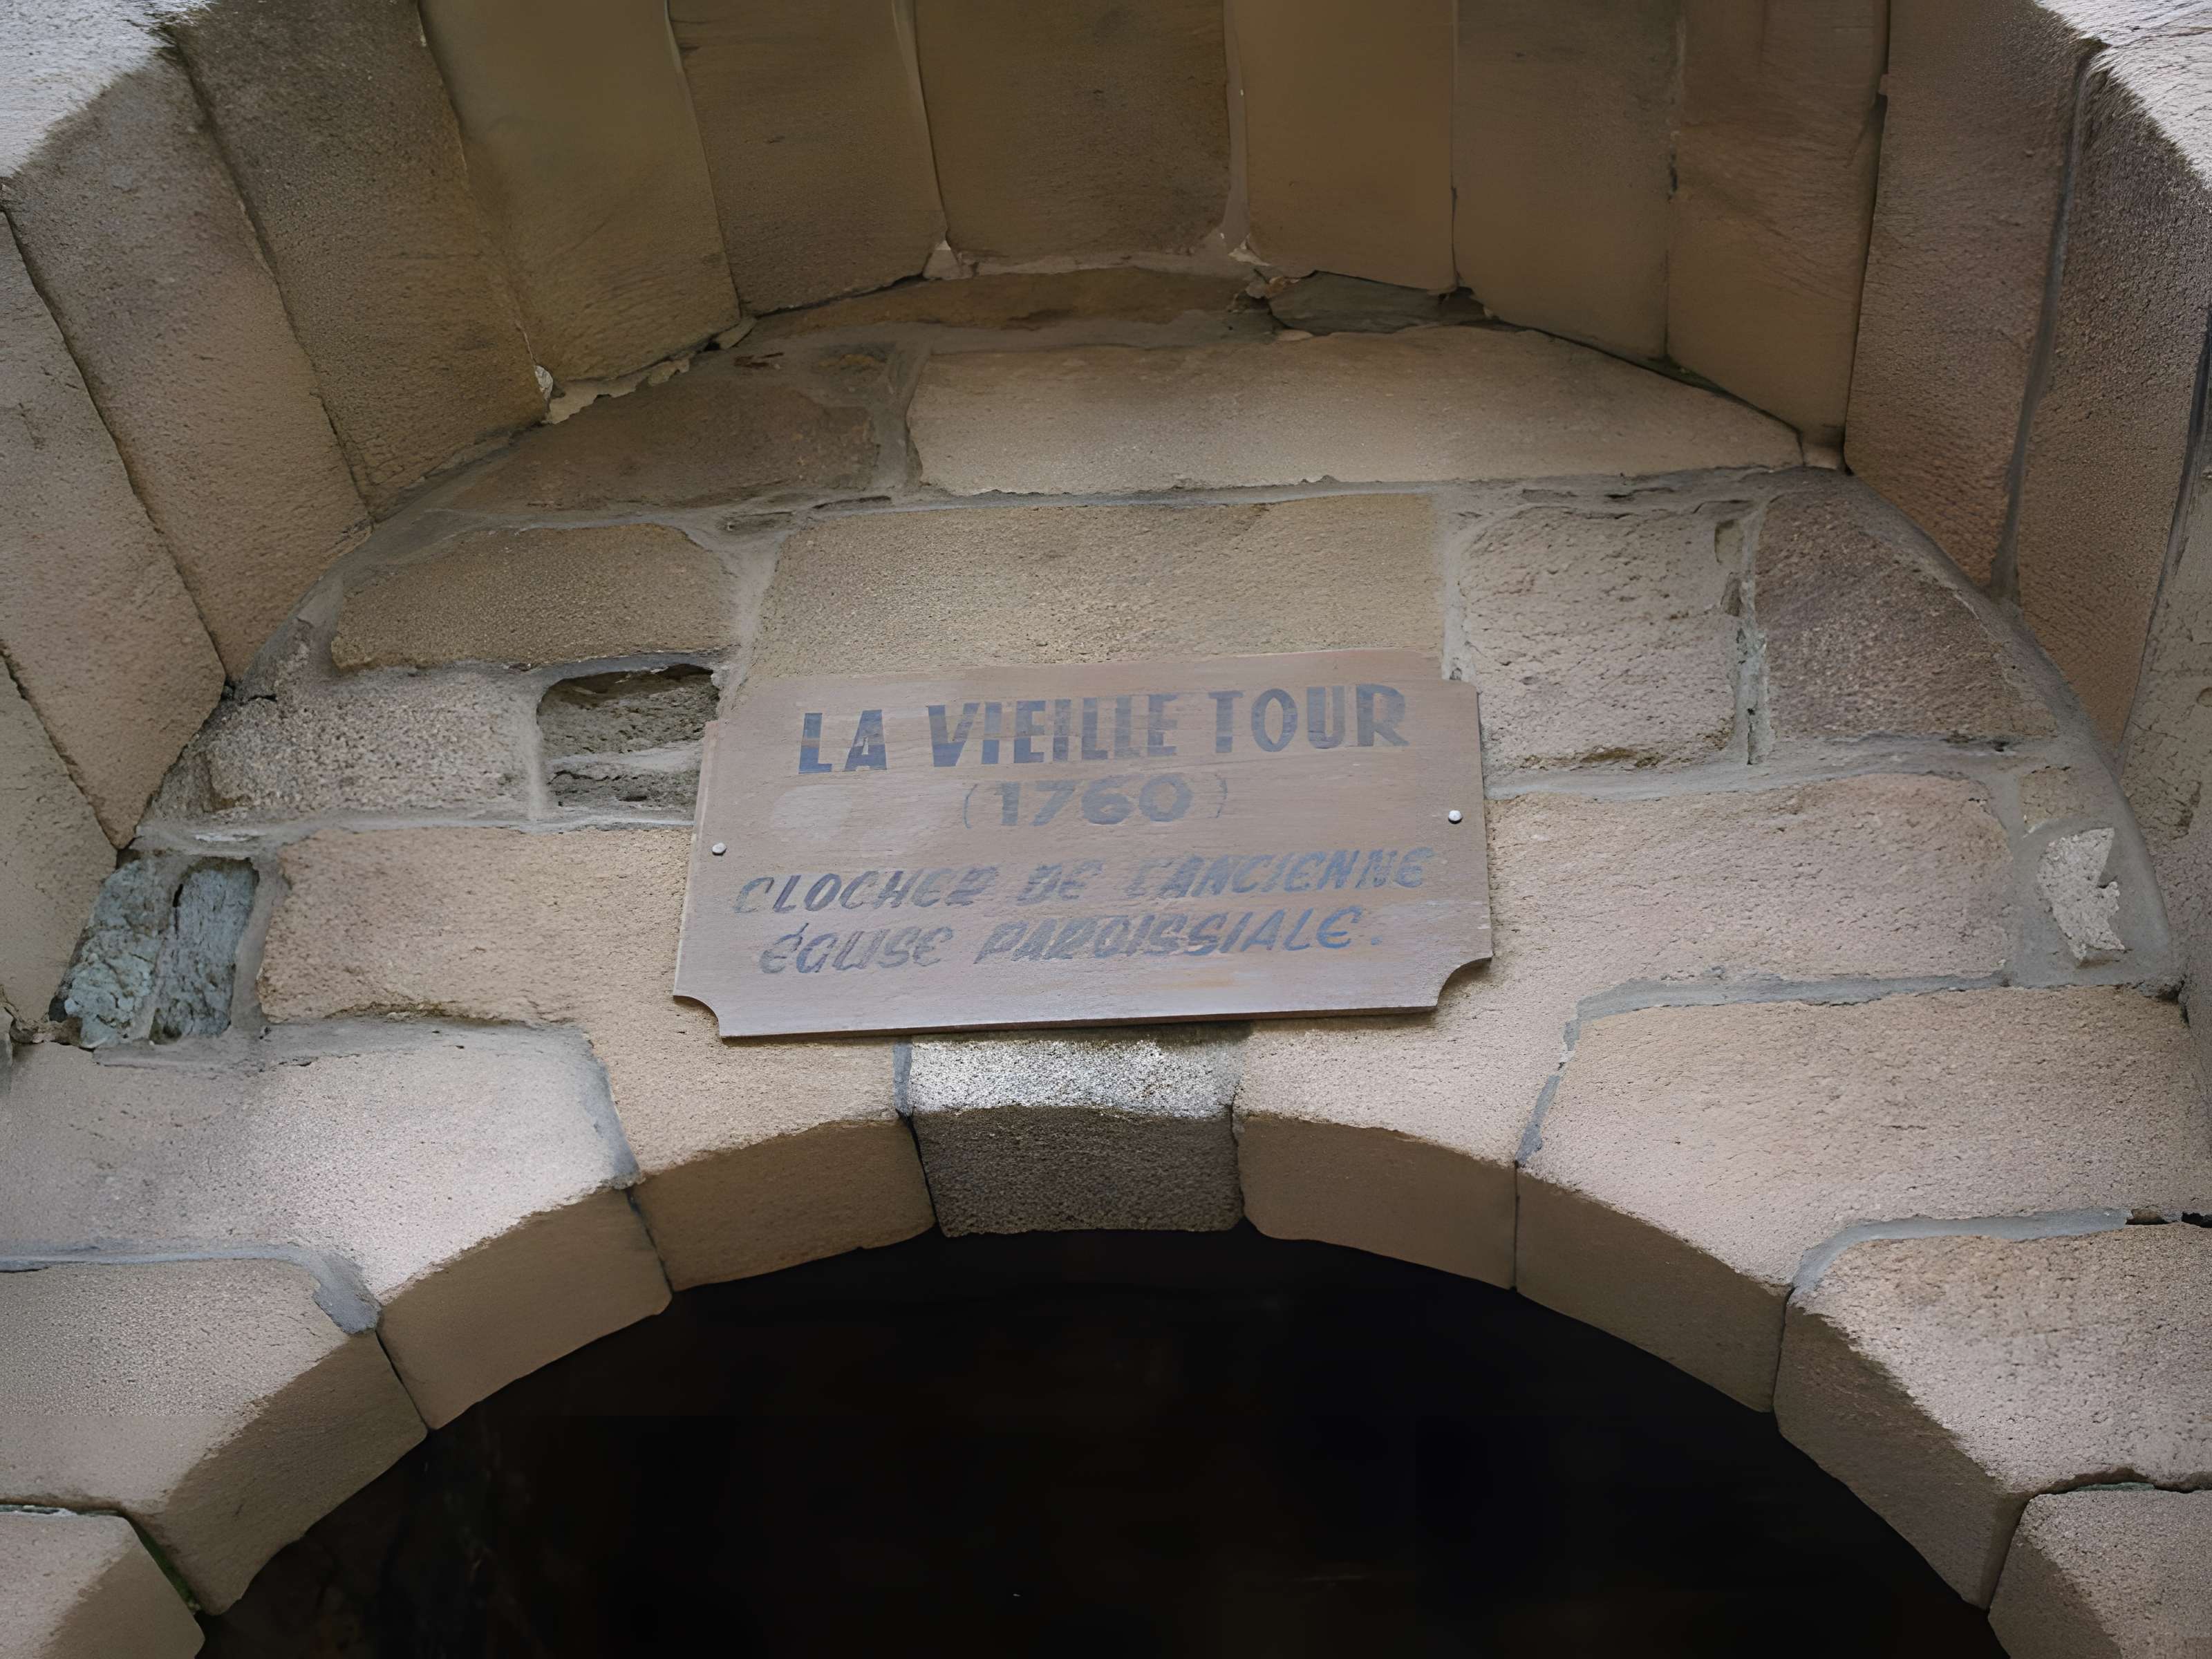 LA VIEILLE TOUR
(1760)
CLOCHER DE L'ANCIENNE
ÉGLISE PAROISSIALE.